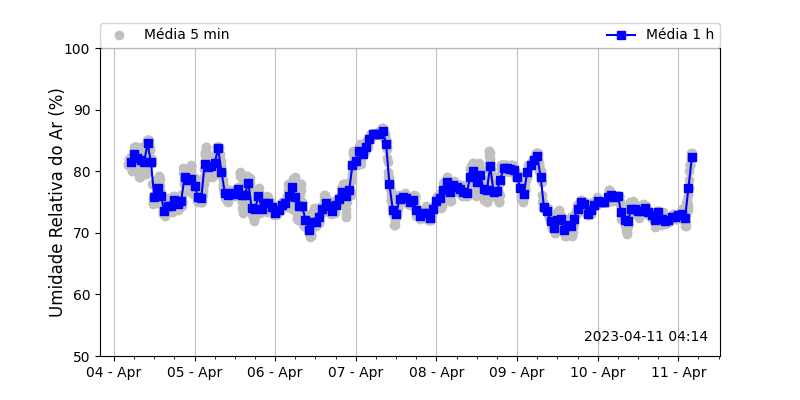 Média 5 min
Média 1 h
Umidade Relativa do Ar (%)
100
90
80
70
60
50
2023-04-11 04:14
04 - Apr
05 - Apr
06 - Apr
07 - Apr
08 - Apr
09 - Apr
10 - Apr
11 - Apr